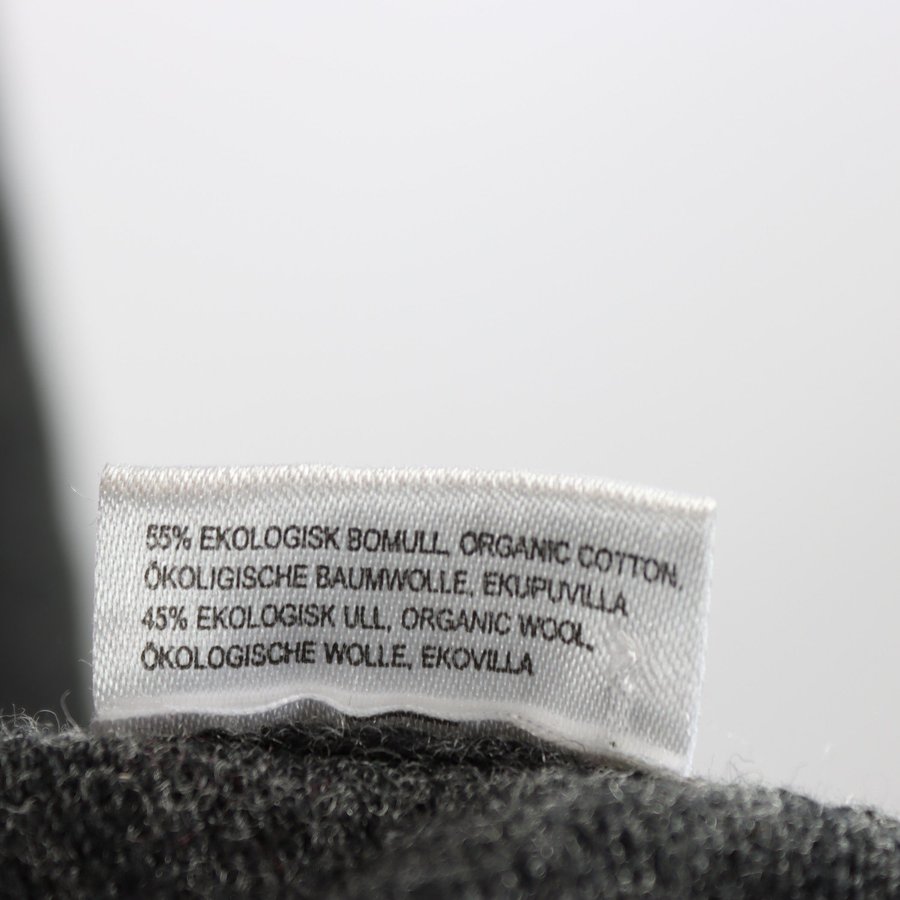 55% EKOLOGISK BOMULL, ORGANIC COTTON,
ÖKOLIGISCHE BAUMWOLLE, EKUPUVILLA
45% EKOLOGISK ULL, ORGANIC WOOL,
ÖKOLOGISCHE WOLLE, EKOVILLA